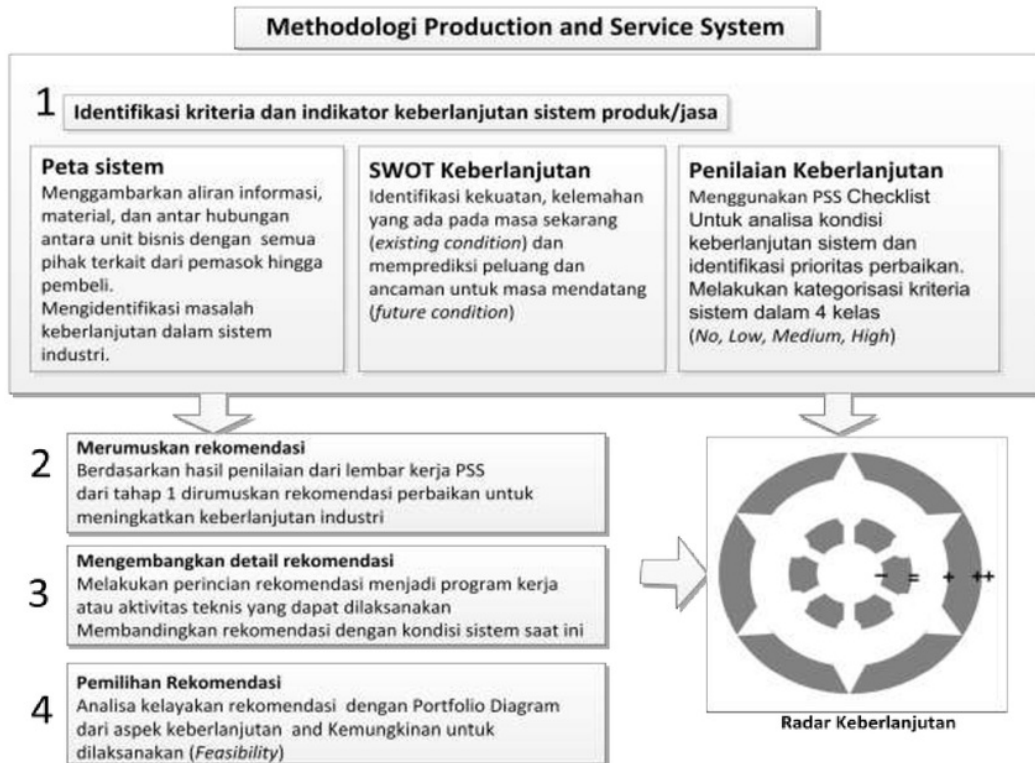 Methodologi Production and Service System
1 Identifikasi kriteria dan indikator keberlanjutan sistem produk/jasa
Peta sistem
Menggambarkan aliran informasi,
material, dan antar hubungan
antara unit bisnis dengan semua
pihak terkait dari pemasok hingga
pembeli.
Mengidentifikasi masalah
keberlanjutan dalam sistem
industri.
SWOT Keberlanjutan
Identifikasi kekuatan, kelemahan
yang ada pada masa sekarang
(existing condition) dan
memprediksi peluang dan
ancaman untuk masa mendatang
(future condition)
Penilaian Keberlanjutan
Menggunakan PSS Checklist
Untuk analisa kondisi
keberlanjutan sistem dan
identifikasi prioritas perbaikan.
Melakukan kategorisasi kriteria
sistem dalam 4 kelas
(No, Low, Medium, High)
2 Merumuskan rekomendasi
Berdasarkan hasil penilaian dari lembar kerja PSS
dari tahap 1 dirumuskan rekomendasi perbaikan untuk
meningkatkan keberlanjutan industri
3 Mengembangkan detail rekomendasi
Melakukan perincian rekomendasi menjadi program kerja
atau aktivitas teknis yang dapat dilaksanakan
Membandingkan rekomendasi dengan kondisi sistem saat ini
4 Pemilihan Rekomendasi
Analisa kelayakan rekomendasi dengan Portfolio Diagram
dari aspek keberlanjutan and Kemungkinan untuk
dilaksanakan (Feasibility)
− = + ++
Radar Keberlanjutan